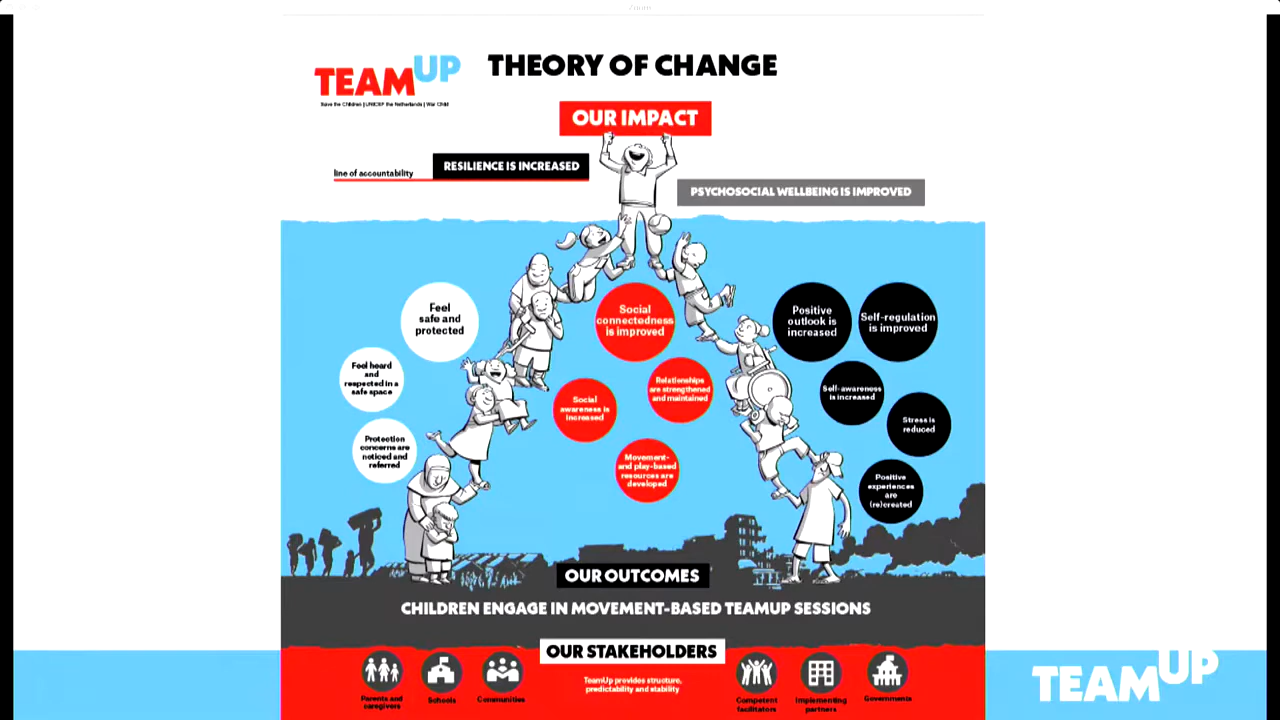 Zoom
TEAMUP
Save the Children | UNICEF the Netherlands | War Child
THEORY OF CHANGE
OUR IMPACT
line of accountability
RESILIENCE IS INCREASED
PSYCHOSOCIAL WELLBEING IS IMPROVED
Feel
safe and
protected
Feel heard
and
respected in a
safe space
Protection
concerns are
noticed and
referred
Social
connectedness
is improved
Social
awareness is
increased
Relationships
are strengthened
and maintained
Movement-
and play-based
resources are
developed
Positive
outlook is
increased
Self-regulation
is improved
Self-awareness
is increased
Stress is
reduced
Positive
experiences
are
(re)created
OUR OUTCOMES
CHILDREN ENGAGE IN MOVEMENT-BASED TEAMUP SESSIONS
OUR STAKEHOLDERS
TeamUp provides structure,
predictability and stability
Parents and
caregivers
Schools
Communities
Competent
facilitators
Implementing
partners
Governments
TEAMUP